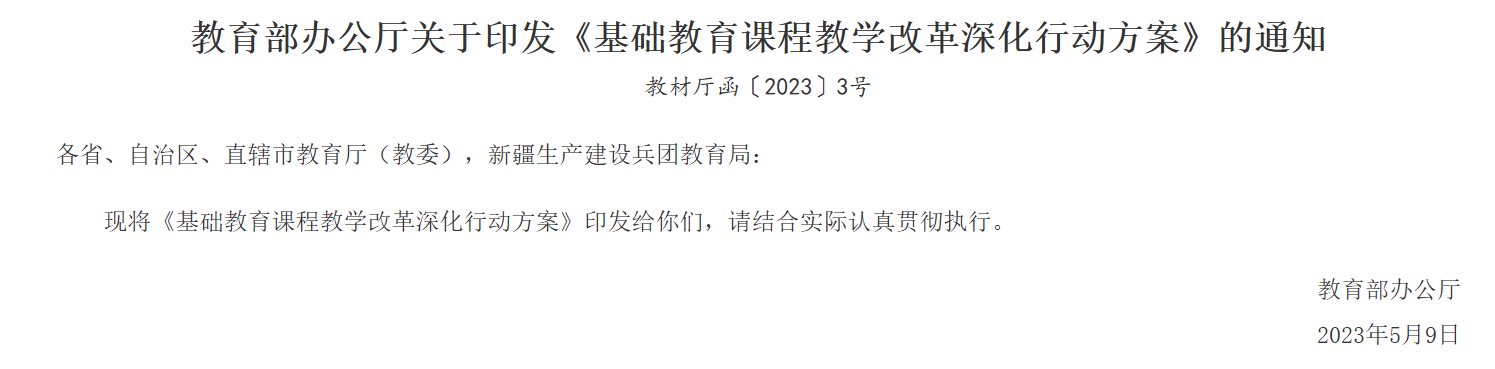 教育部办公厅关于印发《基础教育课程教学改革深化行动方案》的通知
教材厅函〔2023〕3号
各省、自治区、直辖市教育厅（教委），新疆生产建设兵团教育局：
现将《基础教育课程教学改革深化行动方案》印发给你们，请结合实际认真贯彻执行。
教育部办公厅
2023年5月9日